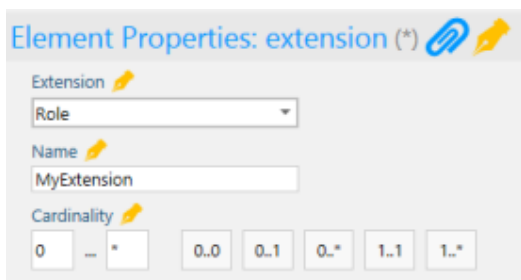 Element Properties: extension (*)
Extension
Role
Name
MyExtension
Cardinality
0 ... * 0..0 0..1 0..* 1..1 1..*